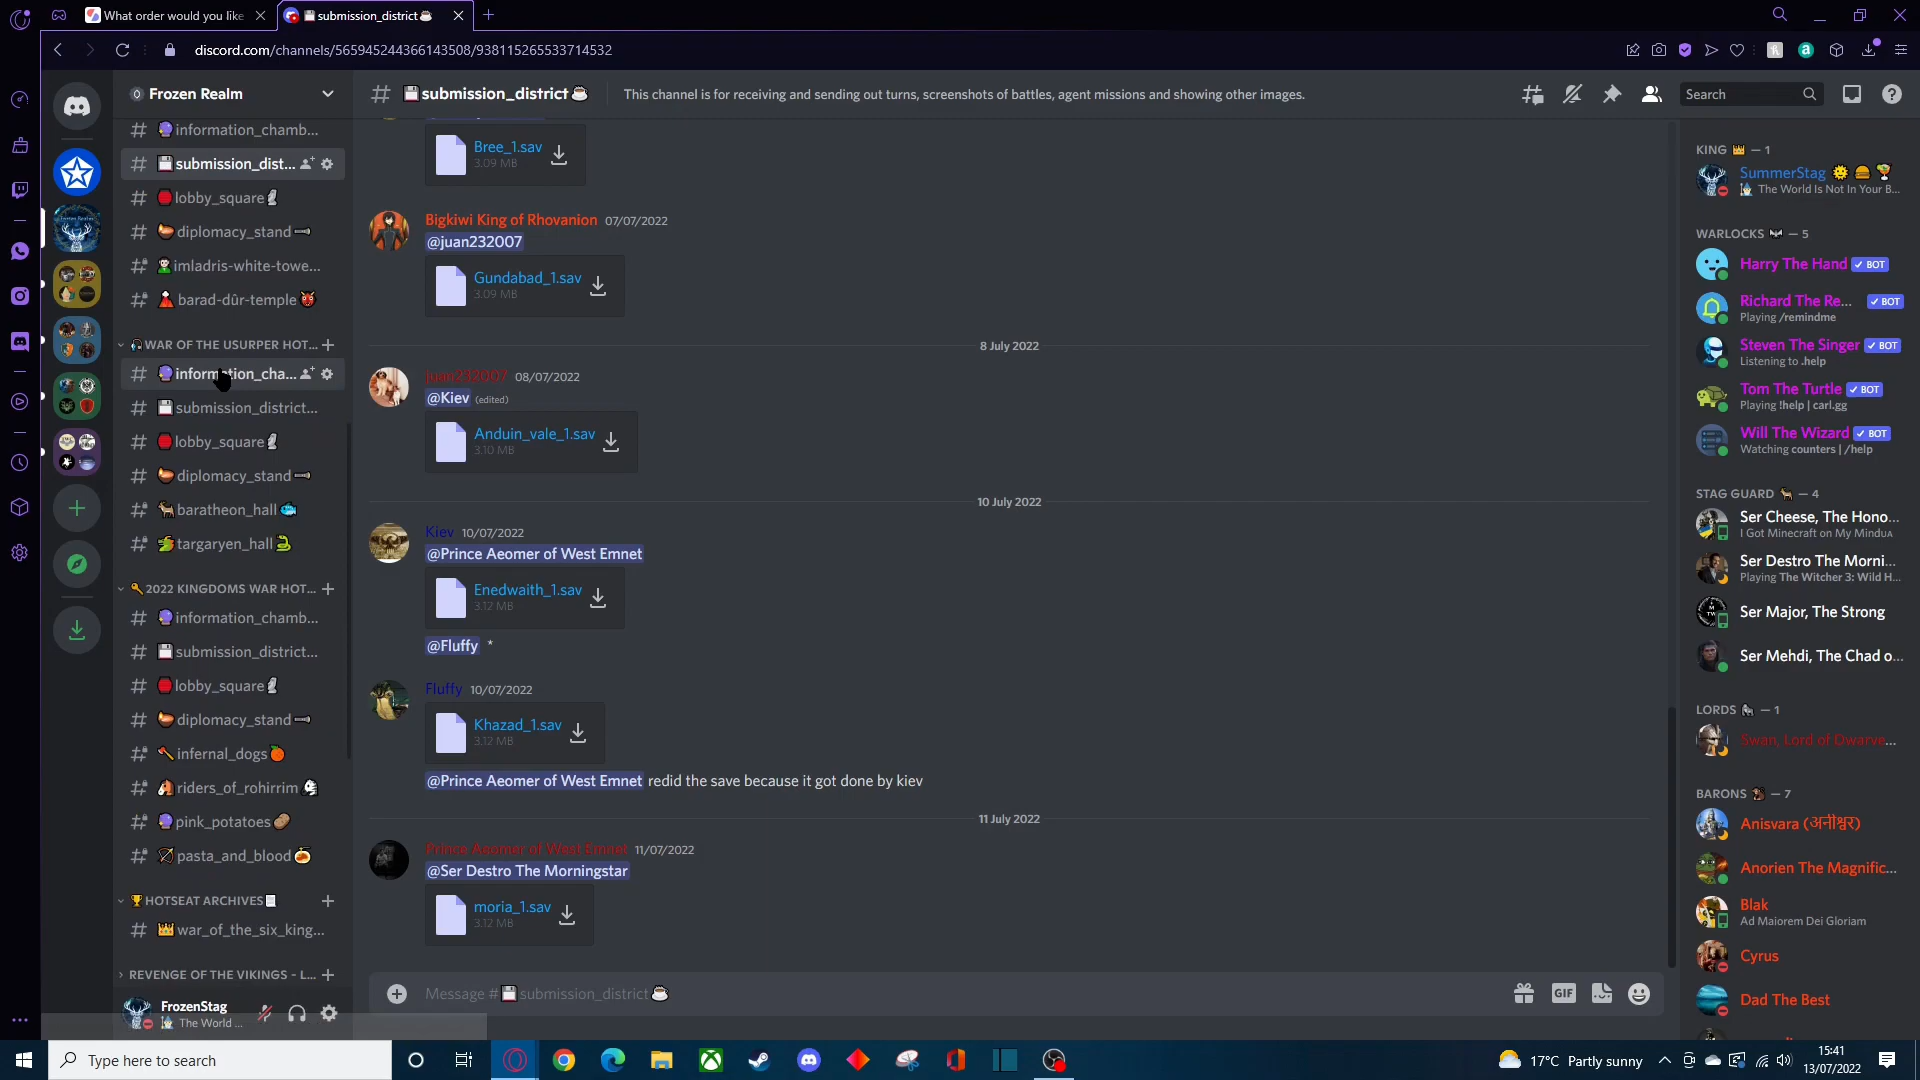 What order would you like
submission_district
discord.com/channels/565945244366143508/938115265533714532
Frozen Realm
information_chamb...
submission_dist...
lobby_square
diplomacy_stand
imladris-white-towe...
barad-dûr-temple
WAR OF THE USURPER HOT...
information_cha...
submission_district...
lobby_square
diplomacy_stand
baratheon_hall
targaryen_hall
2022 KINGDOMS WAR HOT...
information_chamb...
submission_district...
lobby_square
diplomacy_stand
infernal_dogs
riders_of_rohirrim
pink_potatoes
pasta_and_blood
HOTSEAT ARCHIVES
war_of_the_six_king...
REVENGE OF THE VIKINGS - L...
FrozenStag
The World ...
submission_district
This channel is for receiving and sending out turns, screenshots of battles, agent missions and showing other images.
Search
Bree_1.sav
3.09 MB
Bigkiwi King of Rhovanion 07/07/2022
@juan232007
Gundabad_1.sav
3.09 MB
8 July 2022
juan232007 08/07/2022
@Kiev (edited)
Anduin_vale_1.sav
3.10 MB
10 July 2022
Kiev 10/07/2022
@Prince Aeomer of West Emnet
Enedwaith_1.sav
3.12 MB
@Fluffy *
Fluffy 10/07/2022
Khazad_1.sav
3.12 MB
@Prince Aeomer of West Emnet redid the save because it got done by kiev
11 July 2022
Prince Aeomer of West Emnet 11/07/2022
@Ser Destro The Morningstar
moria_1.sav
3.12 MB
Message #submission_district
GIF
KING — 1
SummerStag
The World Is Not In Your B...
WARLOCKS — 5
Harry The Hand BOT
Richard The Re... BOT
Playing /remindme
Steven The Singer BOT
Listening to .help
Tom The Turtle BOT
Playing !help | carl.gg
Will The Wizard BOT
Watching counters | /help
STAG GUARD — 4
Ser Cheese, The Hono...
I Got Minecraft on My MindUA
Ser Destro The Morni...
Playing The Witcher 3: Wild H...
Ser Major, The Strong
Ser Mehdi, The Chad o...
LORDS — 1
Swan, Lord of Dwarve...
BARONS — 7
Anisvara (अनीश्वर)
Anorien The Magnific...
Blak
Ad Maiorem Dei Gloriam
Cyrus
Dad The Best
Type here to search
17°C Partly sunny
15:41
13/07/2022